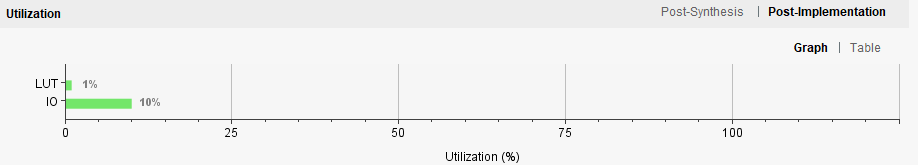 Utilization Post-Synthesis | Post-Implementation
Graph | Table
LUT 1%
IO 10%
0 25 50 75 100
Utilization (%)